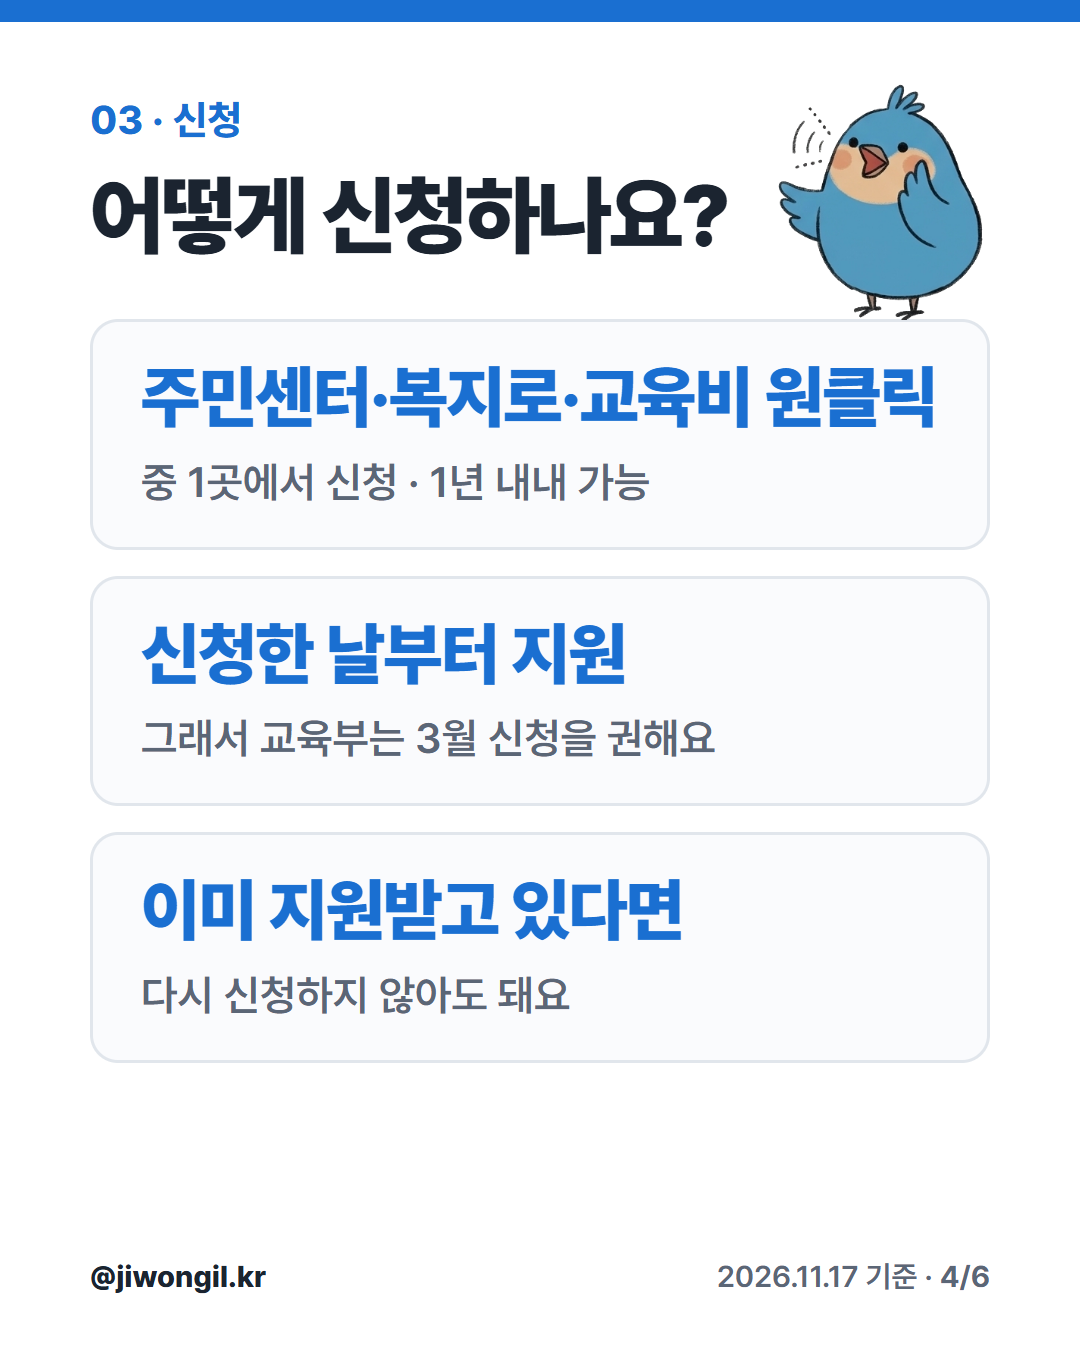 03 · 신청
어떻게 신청하나요?
주민센터·복지로·교육비 원클릭
중 1곳에서 신청 · 1년 내내 가능
신청한 날부터 지원
그래서 교육부는 3월 신청을 권해요
이미 지원받고 있다면
다시 신청하지 않아도 돼요
@jiwongil.kr
2026.11.17 기준 · 4/6